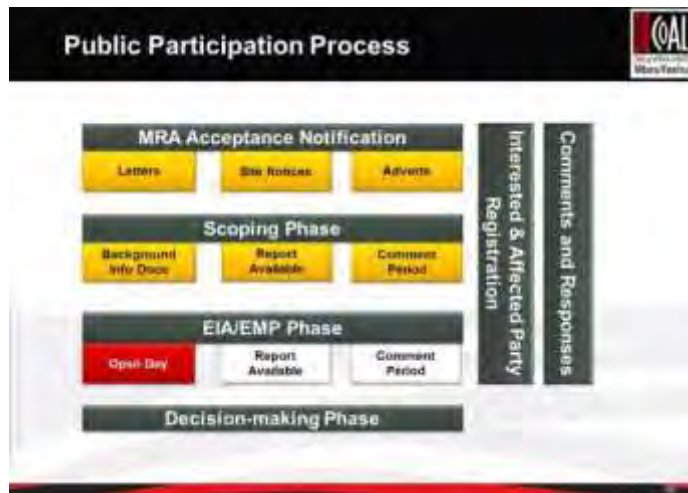 Public Participation Process
CoAL
MRA Acceptance Notification
Letters
Site Notices
Adverts
Scoping Phase
Background
Info Docs
Report
Available
Comment
Period
EIA/EMP Phase
Open Day
Report
Available
Comment
Period
Decision-making Phase
Interested & Affected Party
Registration
Comments and Responses